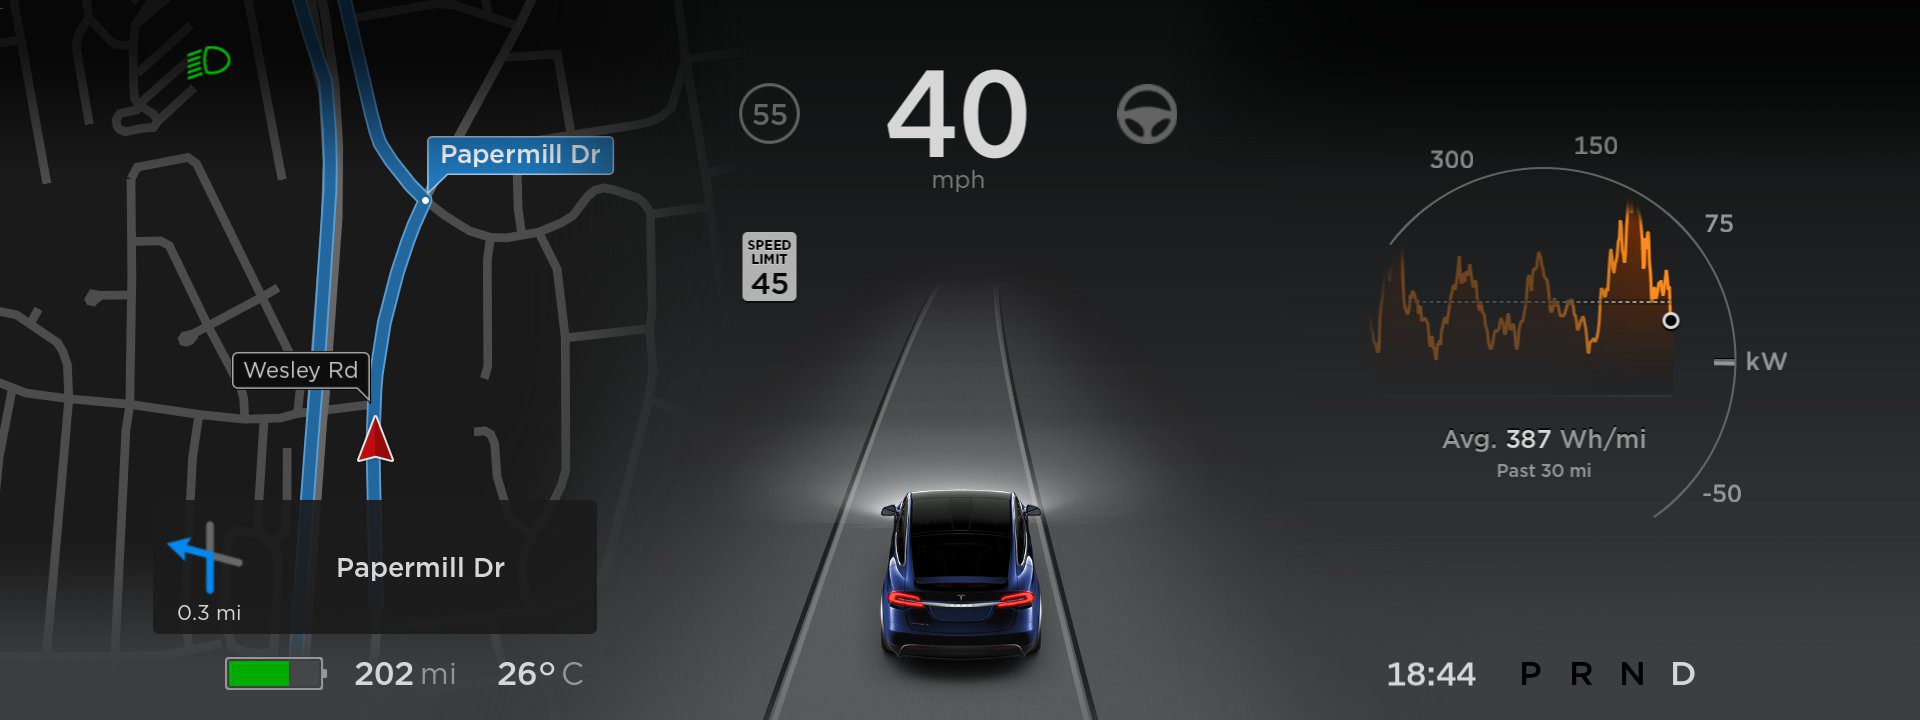 Papermill Dr
Wesley Rd
Papermill Dr
0.3 mi
202 mi
26° C
55
40
mph
SPEED
LIMIT
45
300
150
75
kW
-50
Avg. 387 Wh/mi
Past 30 mi
18:44
P R N D